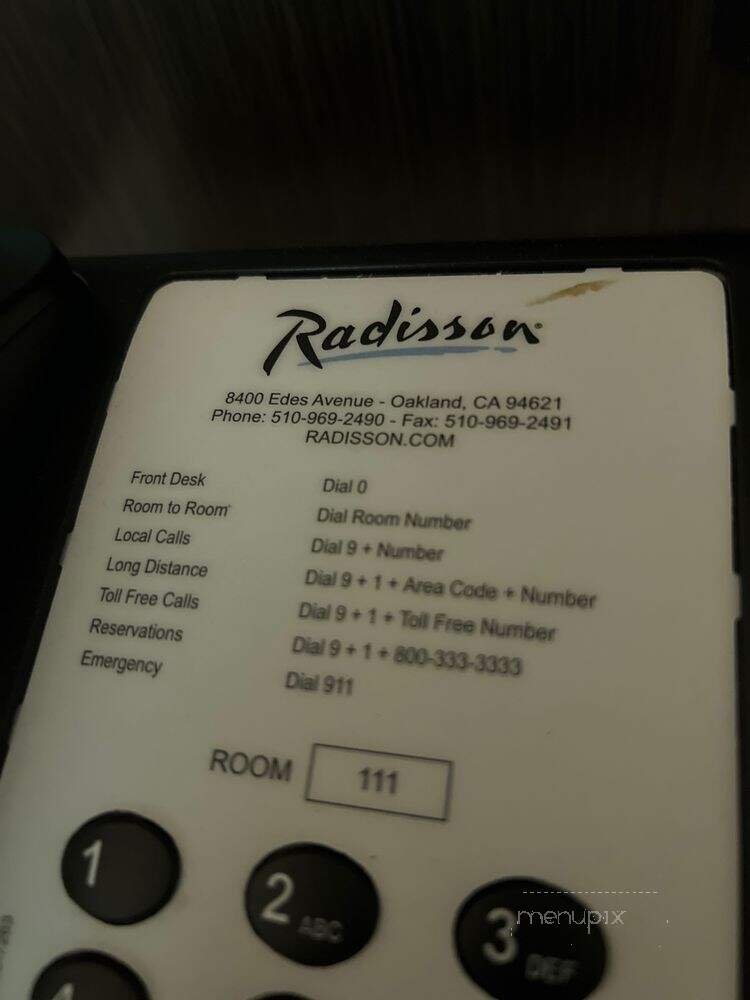 Radisson
8400 Edes Avenue - Oakland, CA 94621
Phone: 510-969-2490 - Fax: 510-969-2491
RADISSON.COM
Front Desk Dial 0
Room to Room Dial Room Number
Local Calls Dial 9 + Number
Long Distance Dial 9 + 1 + Area Code + Number
Toll Free Calls Dial 9 + 1 + Toll Free Number
Reservations Dial 9 + 1 + 800-333-3333
Emergency Dial 911
ROOM 111
1 2 ABC 3 DEF
menupix
4